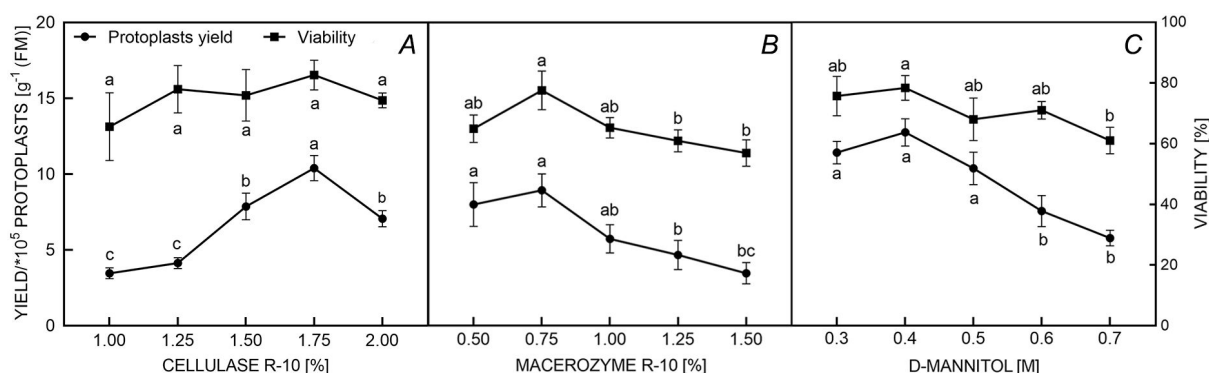 YIELD/*10⁵ PROTOPLASTS [g⁻¹ (FM)]
20
15
10
5
0
Protoplasts yield
Viability
A
a
a
a
a
a
c
c
b
a
b
1.00
1.25
1.50
1.75
2.00
CELLULASE R-10 [%]
B
ab
a
ab
b
b
a
a
ab
b
bc
0.50
0.75
1.00
1.25
1.50
MACEROZYME R-10 [%]
C
ab
a
b
ab
b
a
a
a
b
b
0.3
0.4
0.5
0.6
0.7
D-MANNITOL [M]
100
80
60
40
20
0
VIABILITY [%]